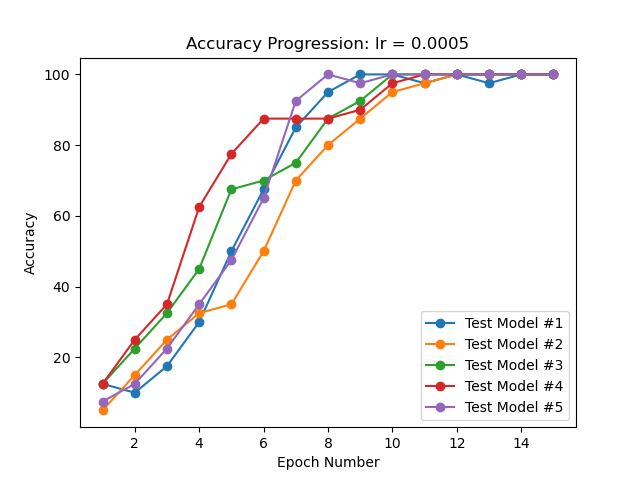 Accuracy Progression: lr = 0.0005
100
80
60
40
20
Accuracy
2
4
6
8
10
12
14
Epoch Number
Test Model #1
Test Model #2
Test Model #3
Test Model #4
Test Model #5